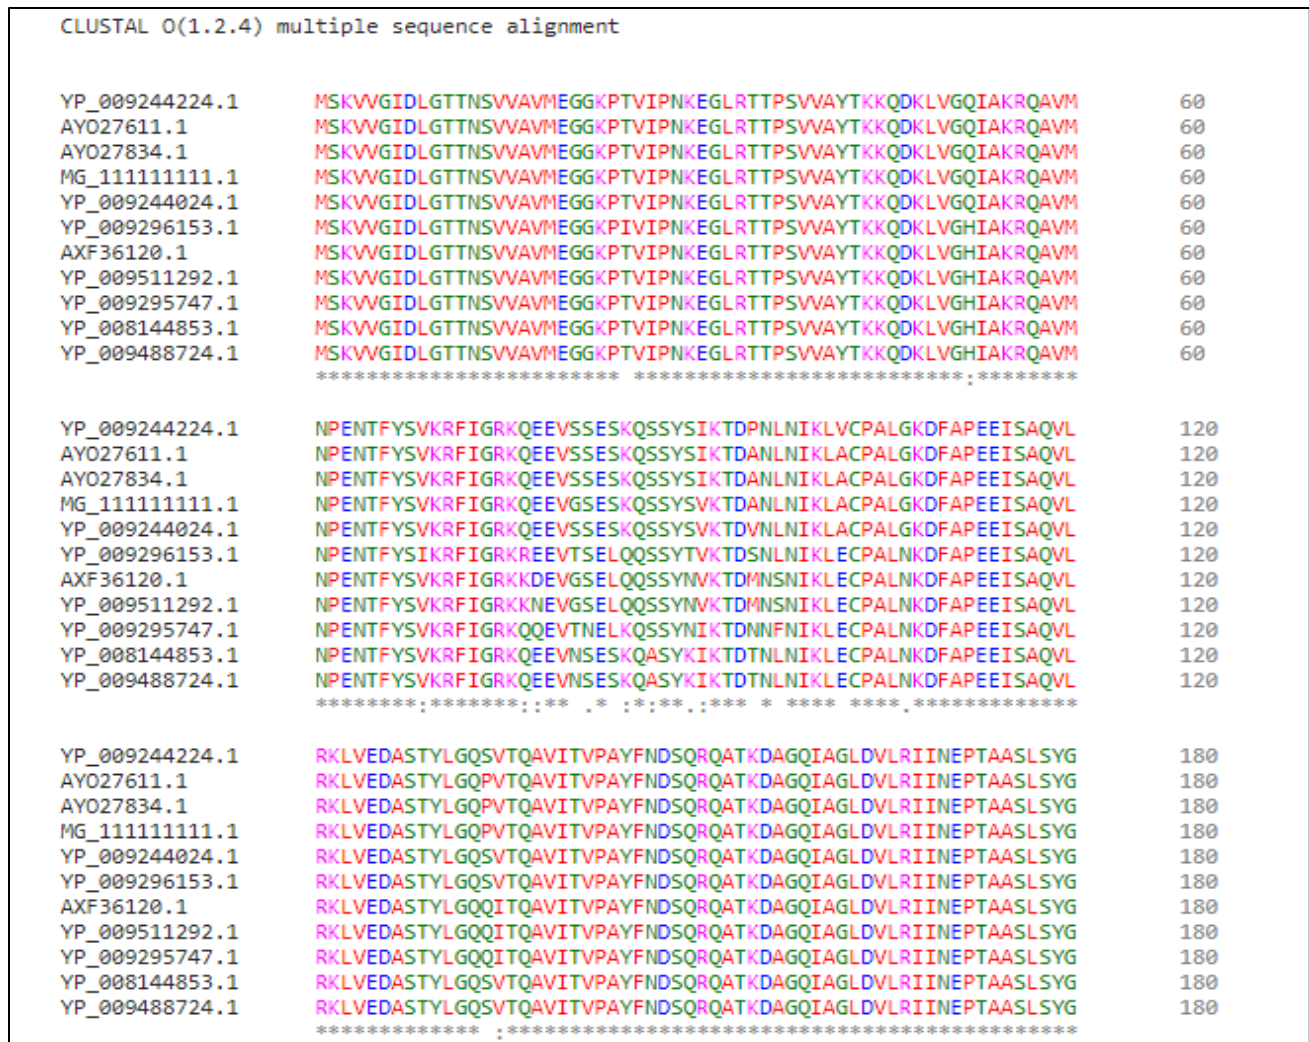 CLUSTAL O(1.2.4) multiple sequence alignment
YP_009244224.1 MSKVVGIDLGTTNSVVAVMEGGKPTVIPNKEGLRTTPSVVAYTKKQDKLVGQIAKRQAVM 60
AYO27611.1 MSKVVGIDLGTTNSVVAVMEGGKPTVIPNKEGLRTTPSVVAYTKKQDKLVGQIAKRQAVM 60
AYO27834.1 MSKVVGIDLGTTNSVVAVMEGGKPTVIPNKEGLRTTPSVVAYTKKQDKLVGQIAKRQAVM 60
MG_111111111.1 MSKVVGIDLGTTNSVVAVMEGGKPTVIPNKEGLRTTPSVVAYTKKQDKLVGQIAKRQAVM 60
YP_009244024.1 MSKVVGIDLGTTNSVVAVMEGGKPTVIPNKEGLRTTPSVVAYTKKQDKLVGQIAKRQAVM 60
YP_009296153.1 MSKVVGIDLGTTNSVVAVMEGGKPIVIPNKEGLRTTPSVVAYTKKQDKLVGHIAKRQAVM 60
AXF36120.1 MSKVVGIDLGTTNSVVAVMEGGKPTVIPNKEGLRTTPSVVAYTKKQDKLVGHIAKRQAVM 60
YP_009511292.1 MSKVVGIDLGTTNSVVAVMEGGKPTVIPNKEGLRTTPSVVAYTKKQDKLVGHIAKRQAVM 60
YP_009295747.1 MSKVVGIDLGTTNSVVAVMEGGKPTVIPNKEGLRTTPSVVAYTKKQDKLVGHIAKRQAVM 60
YP_008144853.1 MSKVVGIDLGTTNSVVAVMEGGKPTVIPNKEGLRTTPSVVAYTKKQDKLVGHIAKRQAVM 60
YP_009488724.1 MSKVVGIDLGTTNSVVAVMEGGKPTVIPNKEGLRTTPSVVAYTKKQDKLVGHIAKRQAVM 60
************************ **************************:********
YP_009244224.1 NPENTFYSVKRFIGRKQEEVSSESKQSSYSIKTDPNLNIKLVCPALGKDFAPEEISAQVL 120
AYO27611.1 NPENTFYSVKRFIGRKQEEVSSESKQSSYSIKTDANLNIKLACPALGKDFAPEEISAQVL 120
AYO27834.1 NPENTFYSVKRFIGRKQEEVSSESKQSSYSIKTDANLNIKLACPALGKDFAPEEISAQVL 120
MG_111111111.1 NPENTFYSVKRFIGRKQEEVGSESKQSSYSVKTDANLNIKLACPALGKDFAPEEISAQVL 120
YP_009244024.1 NPENTFYSVKRFIGRKQEEVSSESKQSSYSVKTDVNLNIKLACPALGKDFAPEEISAQVL 120
YP_009296153.1 NPENTFYSIKRFIGRKREEVTSELQQSSYTVKTDSNLNIKLECPALNKDFAPEEISAQVL 120
AXF36120.1 NPENTFYSVKRFIGRKKDEVGSELQQSSYNVKTDMNSNIKLECPALNKDFAPEEISAQVL 120
YP_009511292.1 NPENTFYSVKRFIGRKKNEVGSELQQSSYNVKTDMNSNIKLECPALNKDFAPEEISAQVL 120
YP_009295747.1 NPENTFYSVKRFIGRKQQEVTNELKQSSYNIKTDNNFNIKLECPALNKDFAPEEISAQVL 120
YP_008144853.1 NPENTFYSVKRFIGRKQEEVNSESKQASYKIKTDTNLNIKLECPALNKDFAPEEISAQVL 120
YP_009488724.1 NPENTFYSVKRFIGRKQEEVNSESKQASYKIKTDTNLNIKLECPALNKDFAPEEISAQVL 120
********:*******::** .* :*:**.:*** * **** ****.*************
YP_009244224.1 RKLVEDASTYLGQSVTQAVITVPAYFNDSQRQATKDAGQIAGLDVLRIINEPTAASLSYG 180
AYO27611.1 RKLVEDASTYLGQPVTQAVITVPAYFNDSQRQATKDAGQIAGLDVLRIINEPTAASLSYG 180
AYO27834.1 RKLVEDASTYLGQPVTQAVITVPAYFNDSQRQATKDAGQIAGLDVLRIINEPTAASLSYG 180
MG_111111111.1 RKLVEDASTYLGQPVTQAVITVPAYFNDSQRQATKDAGQIAGLDVLRIINEPTAASLSYG 180
YP_009244024.1 RKLVEDASTYLGQSVTQAVITVPAYFNDSQRQATKDAGQIAGLDVLRIINEPTAASLSYG 180
YP_009296153.1 RKLVEDASTYLGQSVTQAVITVPAYFNDSQRQATKDAGQIAGLDVLRIINEPTAASLSYG 180
AXF36120.1 RKLVEDASTYLGQQITQAVITVPAYFNDSQRQATKDAGQIAGLDVLRIINEPTAASLSYG 180
YP_009511292.1 RKLVEDASTYLGQQITQAVITVPAYFNDSQRQATKDAGQIAGLDVLRIINEPTAASLSYG 180
YP_009295747.1 RKLVEDASTYLGQQITQAVITVPAYFNDSQRQATKDAGQIAGLDVLRIINEPTAASLSYG 180
YP_008144853.1 RKLVEDASTYLGQSVTQAVITVPAYFNDSQRQATKDAGQIAGLDVLRIINEPTAASLSYG 180
YP_009488724.1 RKLVEDASTYLGQSVTQAVITVPAYFNDSQRQATKDAGQIAGLDVLRIINEPTAASLSYG 180
************* :*********************************************